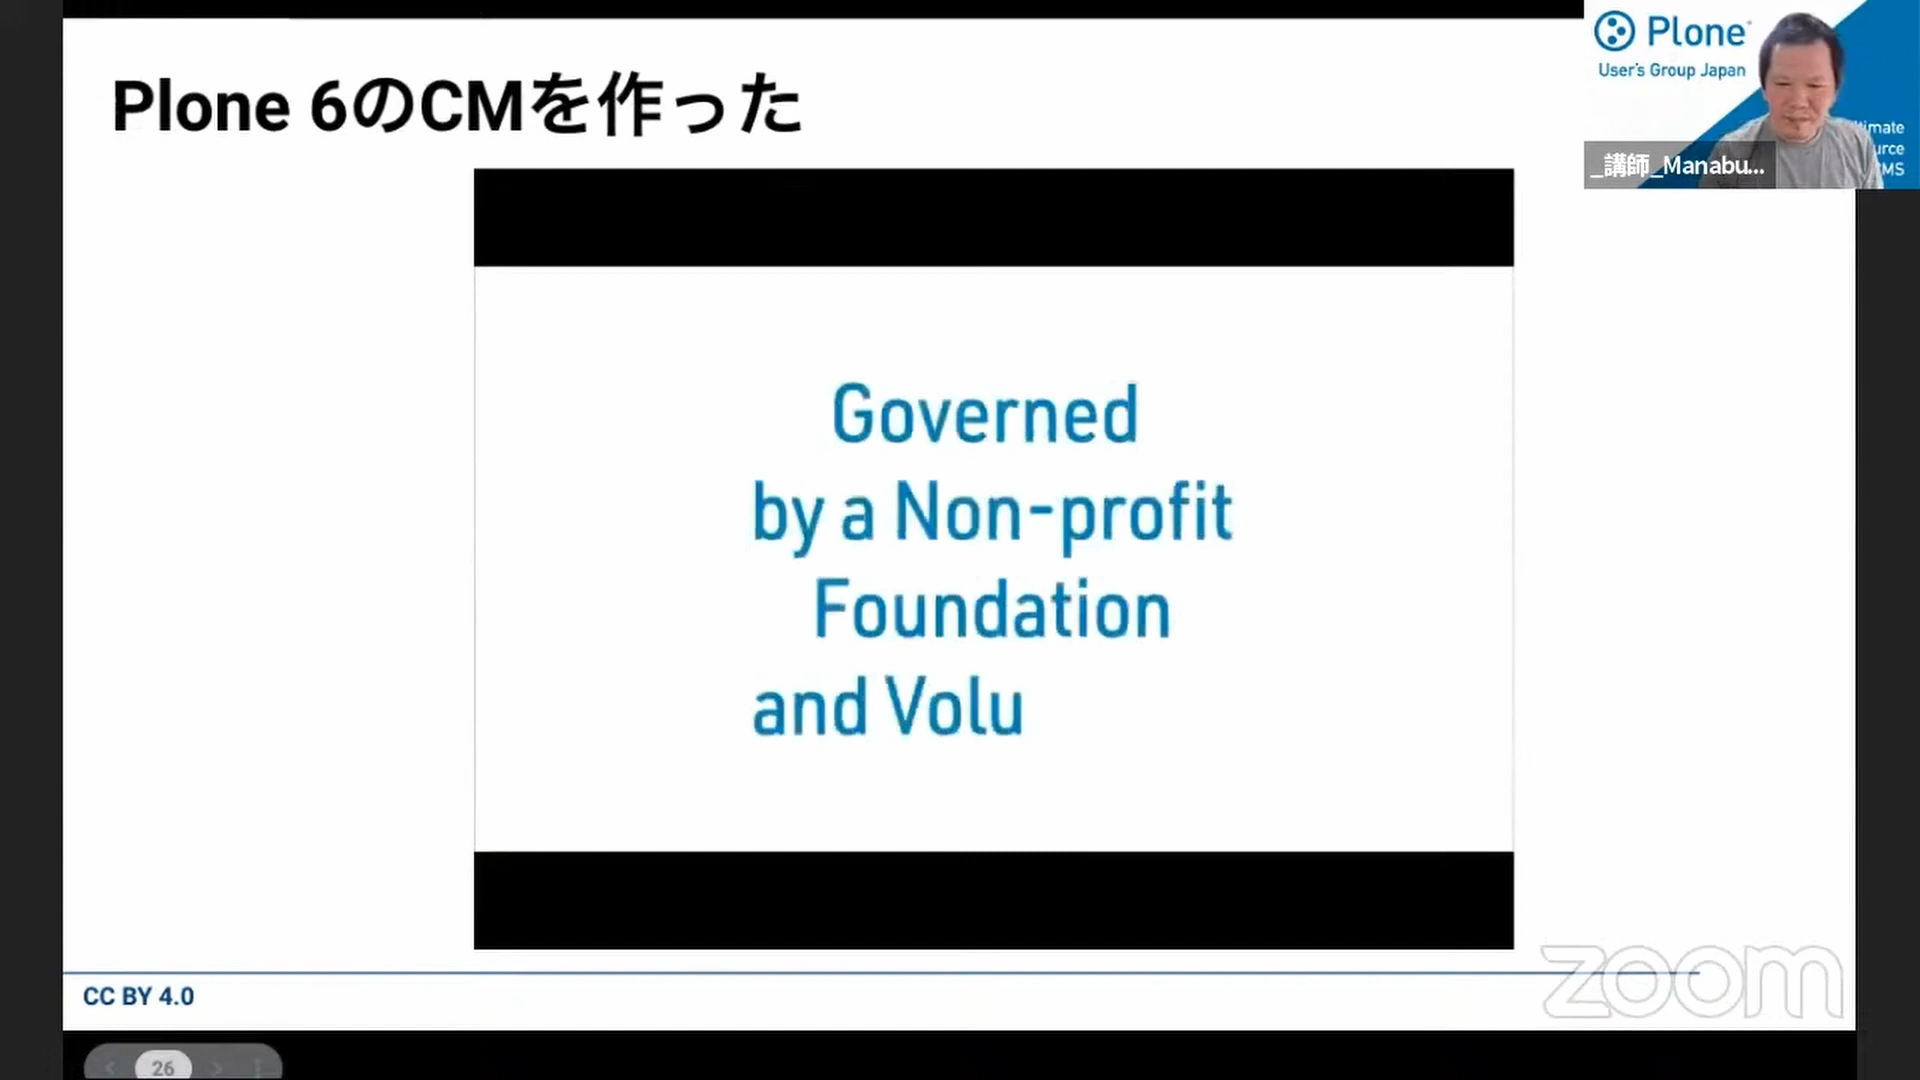 Plone 6のCMを作った
Plone
User's Group Japan
_講師_Manabu...
Governed
by a Non-profit
Foundation
and Volu
CC BY 4.0
zoom
26